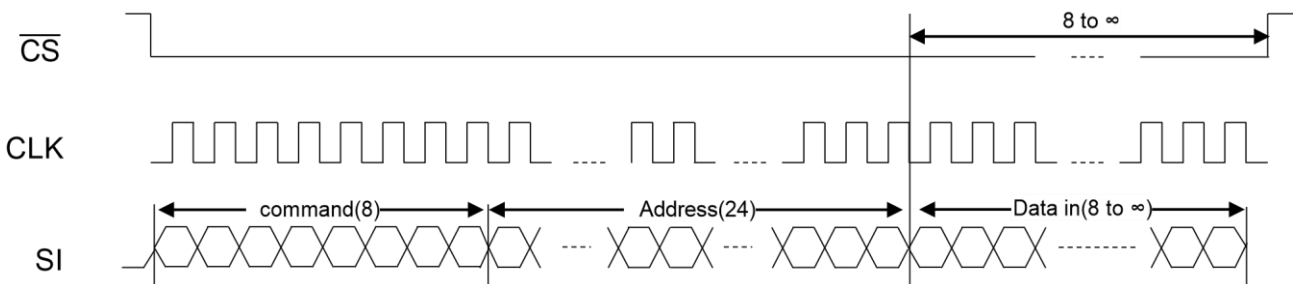 8 to ∞
CS
CLK
command(8)
Address(24)
Data in(8 to ∞)
SI